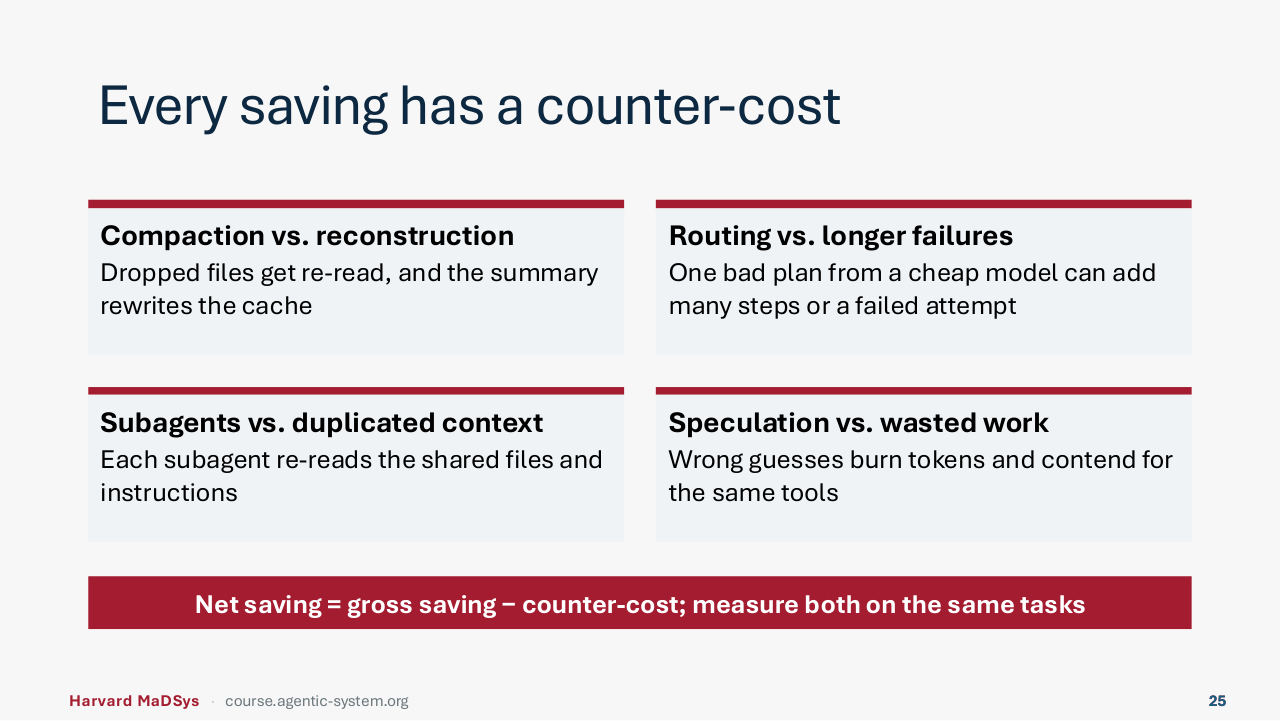 Every saving has a counter-cost
Compaction vs. reconstruction
Dropped files get re-read, and the summary
rewrites the cache
Routing vs. longer failures
One bad plan from a cheap model can add
many steps or a failed attempt
Subagents vs. duplicated context
Each subagent re-reads the shared files and
instructions
Speculation vs. wasted work
Wrong guesses burn tokens and contend for
the same tools
Net saving = gross saving − counter-cost; measure both on the same tasks
Harvard MaDSys · course.agentic-system.org
25